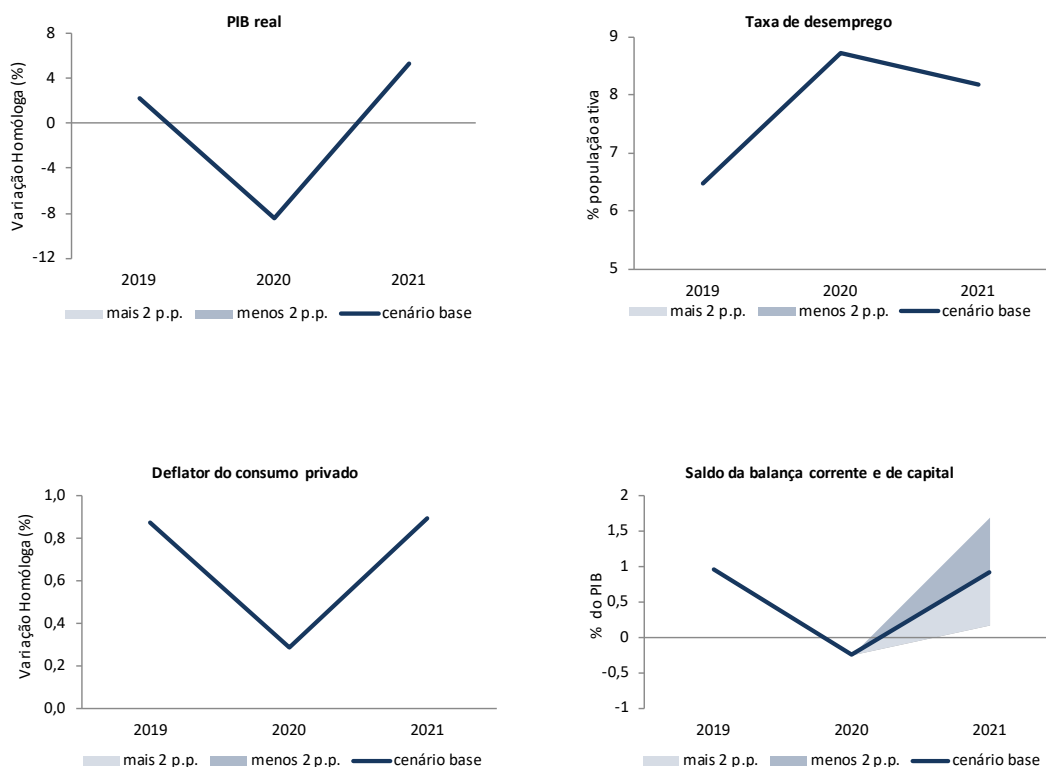 PIB real
Variação Homóloga (%)
8
4
0
-4
-8
-12
2019 2020 2021
mais 2 p.p. menos 2 p.p. cenário base
Taxa de desemprego
% população ativa
9
8
7
6
5
2019 2020 2021
mais 2 p.p. menos 2 p.p. cenário base
Deflator do consumo privado
Variação Homóloga (%)
1,0
0,8
0,6
0,4
0,2
0,0
2019 2020 2021
mais 2 p.p. menos 2 p.p. cenário base
Saldo da balança corrente e de capital
% do PIB
2
1,5
1
0,5
0
-0,5
-1
2019 2020 2021
mais 2 p.p. menos 2 p.p. cenário base